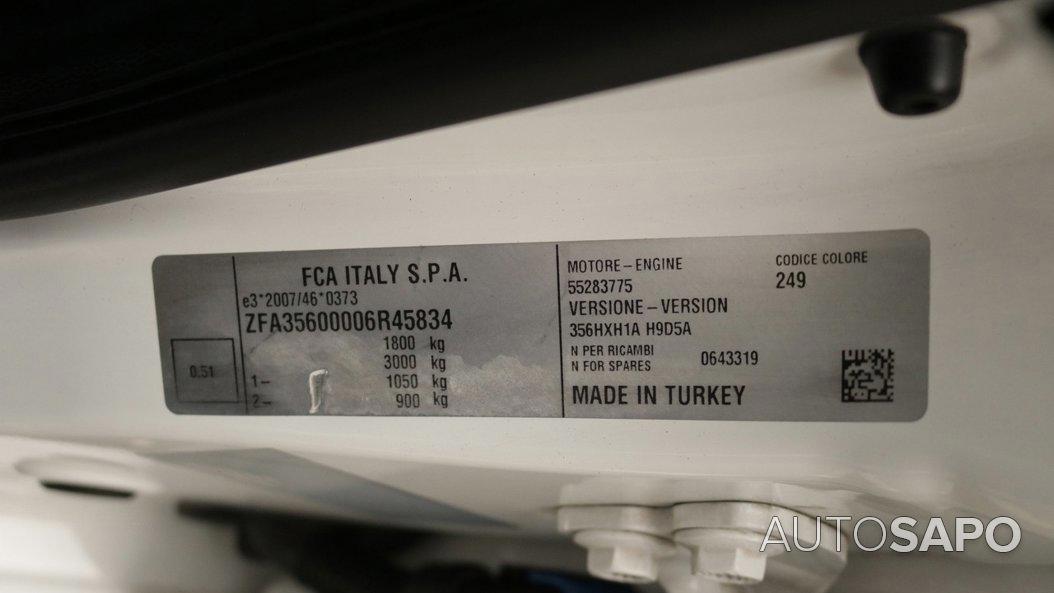 FCA ITALY S.P.A.
e3*2007/46*0373
ZFA35600006R45834
1800 kg
3000 kg
1– 1050 kg
2– 900 kg
0.51
MOTORE – ENGINE
55283775
VERSIONE – VERSION
356HXH1A H9D5A
N PER RICAMBI
N FOR SPARES 0643319
MADE IN TURKEY
CODICE COLORE
249
AUTOSAPO